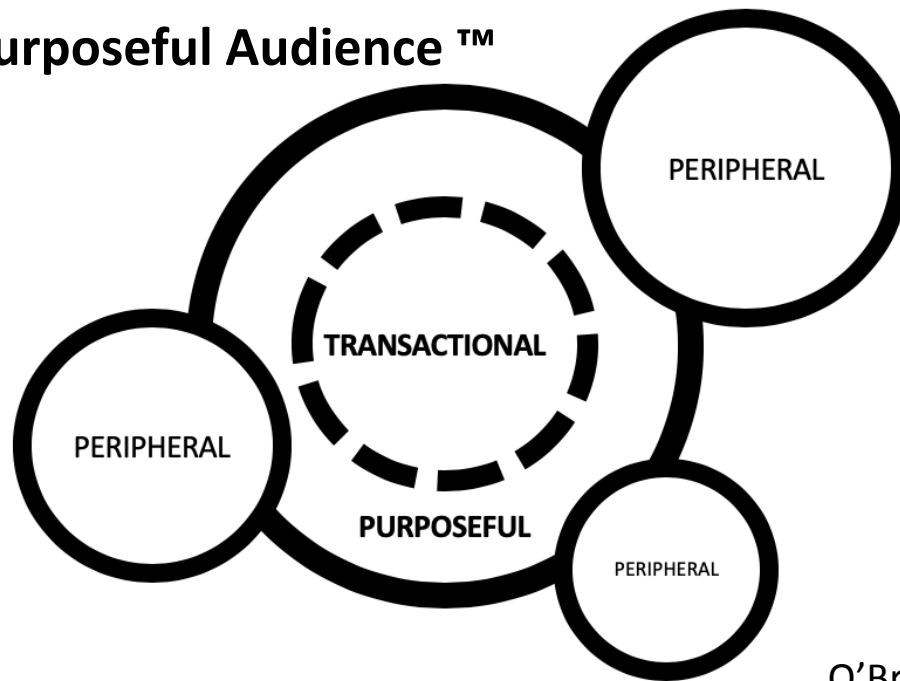 urposeful Audience ™
PERIPHERAL
TRANSACTIONAL
PERIPHERAL
PURPOSEFUL
PERIPHERAL
O’Br